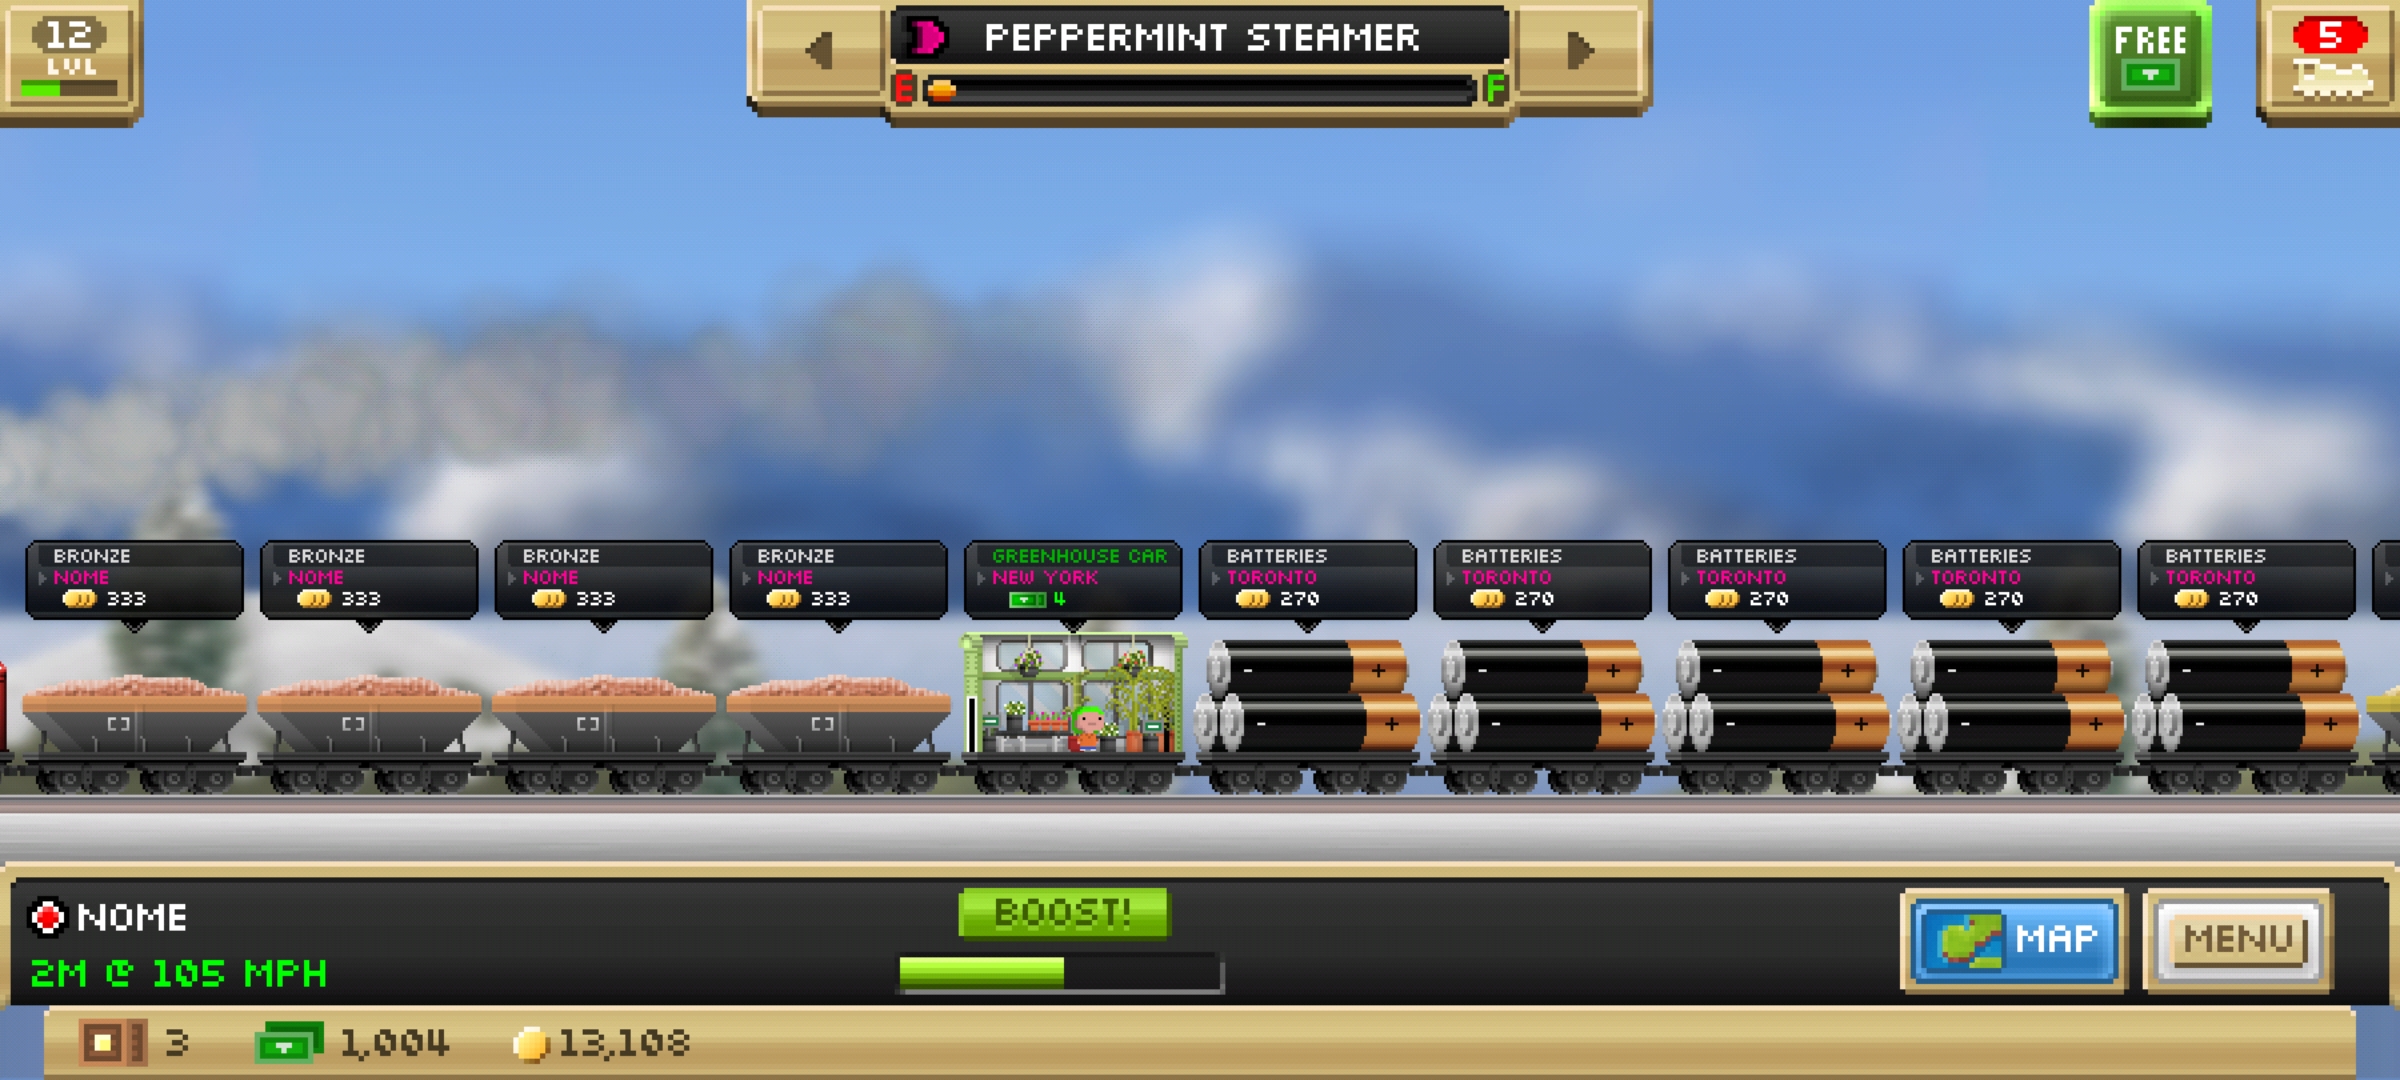 12
LVL
PEPPERMINT STEAMER
E F
FREE
5
BRONZE
NOME
333
BRONZE
NOME
333
BRONZE
NOME
333
BRONZE
NOME
333
GREENHOUSE CAR
NEW YORK
4
BATTERIES
TORONTO
270
BATTERIES
TORONTO
270
BATTERIES
TORONTO
270
BATTERIES
TORONTO
270
BATTERIES
TORONTO
270
NOME
2M @ 105 MPH
BOOST!
MAP
MENU
3
1,004
13,108